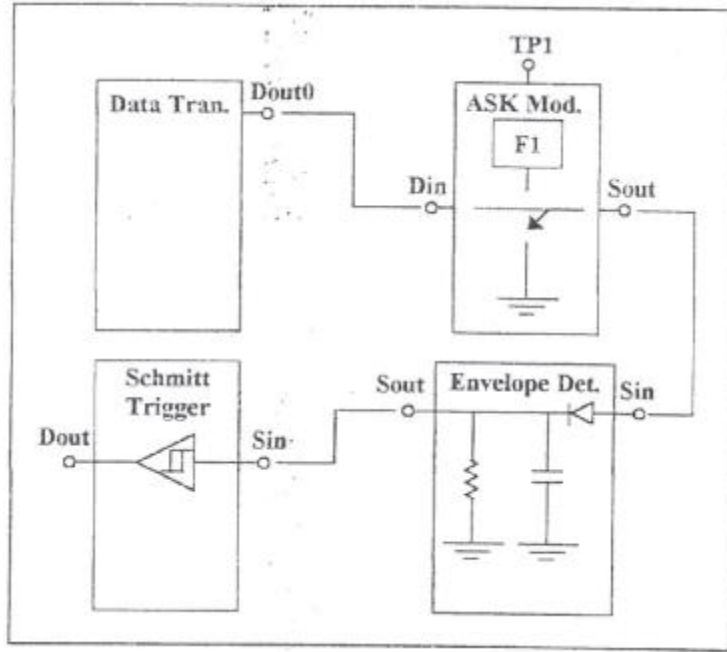 TP1
Data Tran.
Dout0
ASK Mod.
F1
Din
Sout
Schmitt
Trigger
Sout
Envelope Det.
Sin
Dout
Sin